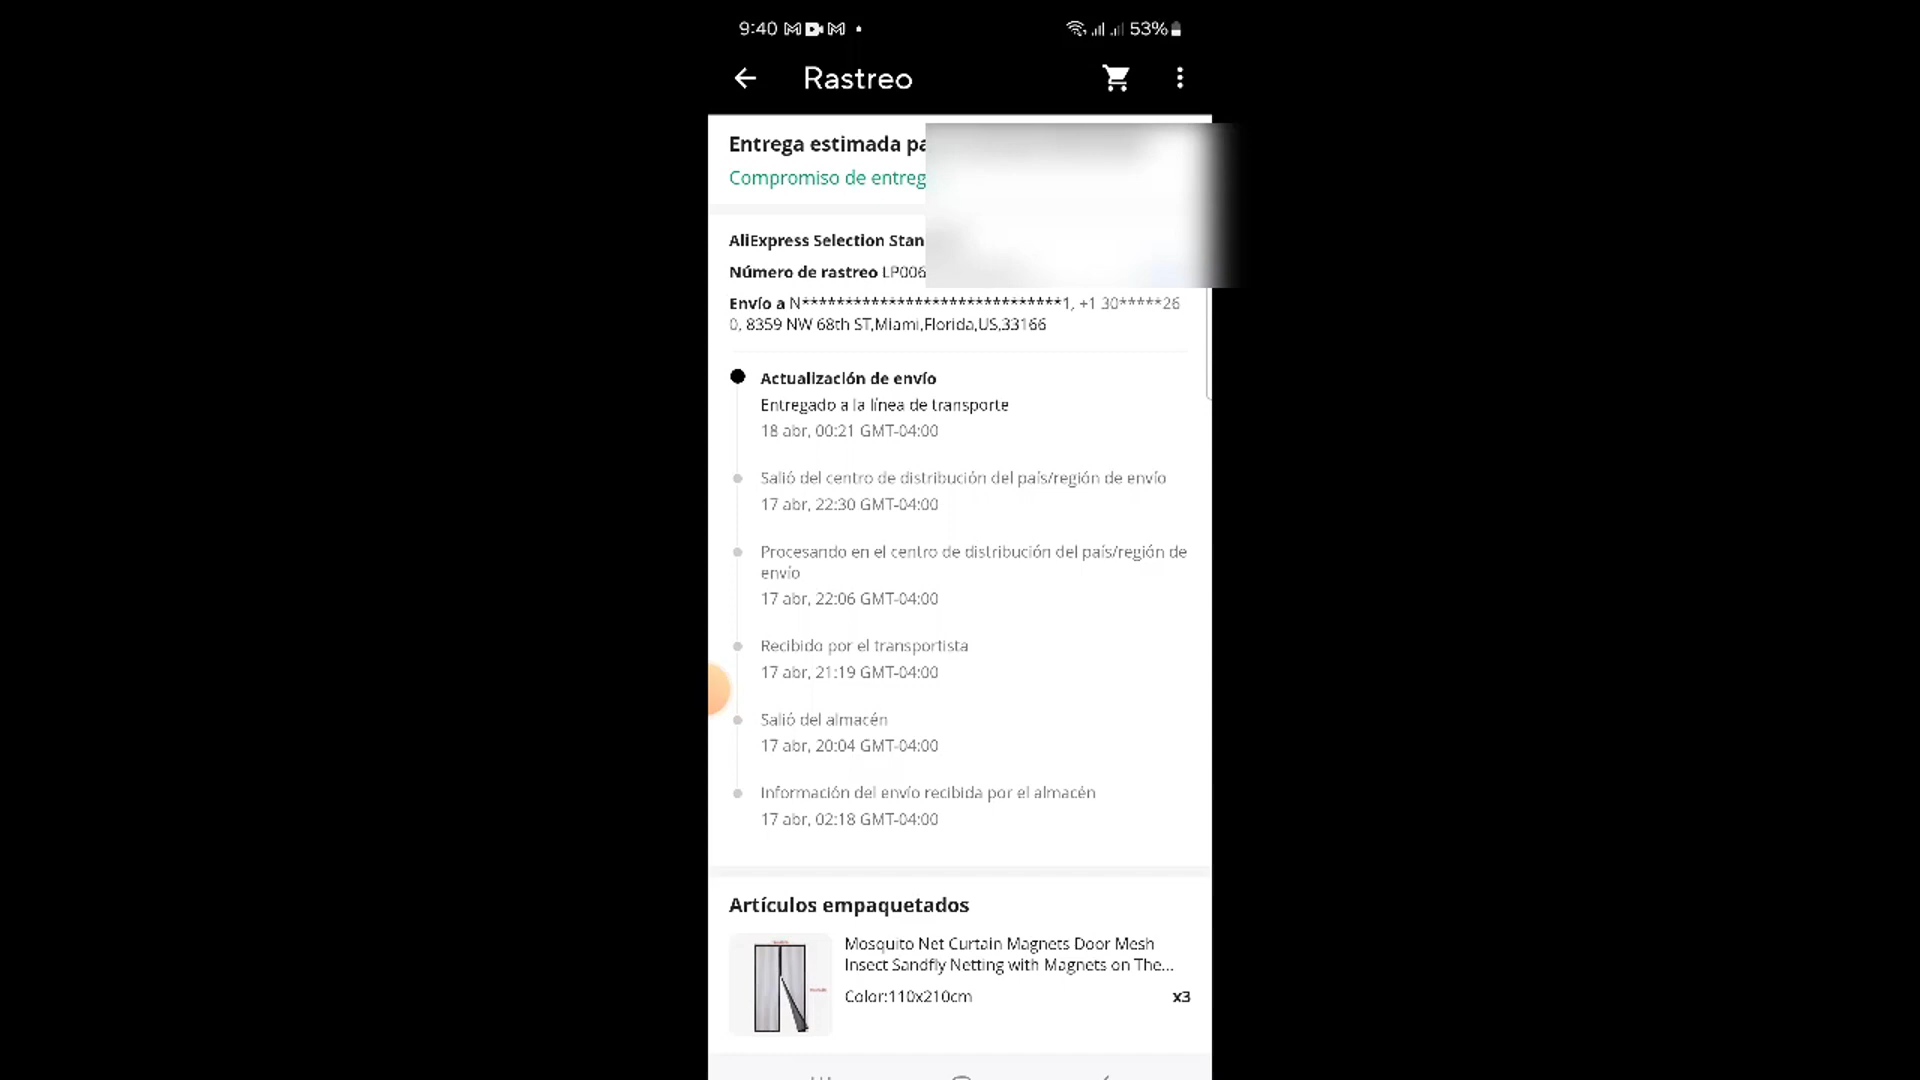 9:40 53%
Rastreo
Entrega estimada
Compromiso de
AliExpress Selection
Número de rastreo LP006
Envío a N******************************1, +1 30*****26
0, 8359 NW 68th ST,Miami,Florida,US,33166
Actualización de envío
Entregado a la línea de transporte
18 abr, 00:21 GMT-04:00
Salió del centro de distribución del país/región de envío
17 abr, 22:30 GMT-04:00
Procesando en el centro de distribución del país/región de
envío
17 abr, 22:06 GMT-04:00
Recibido por el transportista
17 abr, 21:19 GMT-04:00
Salió del almacén
17 abr, 20:04 GMT-04:00
Información del envío recibida por el almacén
17 abr, 02:18 GMT-04:00
Artículos empaquetados
Mosquito Net Curtain Magnets Door Mesh
Insect Sandfly Netting with Magnets on The...
Color:110x210cm x3